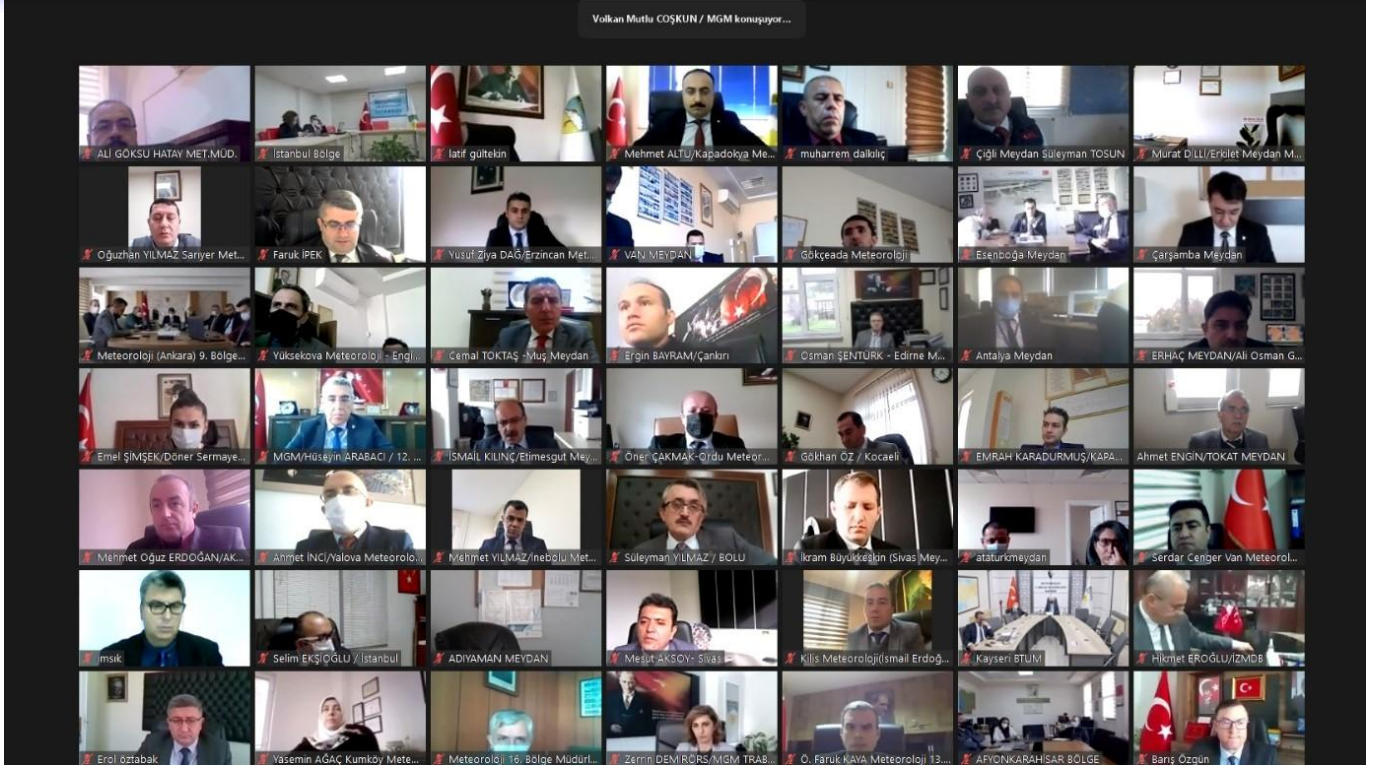 Volkan Mutlu COŞKUN / MGM konuşuyor...
ALİ GÖKSU HATAY MET.MÜD.
İstanbul Bölge
latif gültekin
Mehmet ALTU/Kapadokya Me...
muharrem dalkılıç
Çiğli Meydan Süleyman TOSUN
Murat DİLLİ/Erkilet Meydan M...
Oğuzhan YILMAZ Sarıyer Met...
Faruk İPEK
Yusuf Ziya DAĞ/Erzincan Met...
VAN MEYDAN
Gökçeada Meteoroloji
Esenboğa Meydan
Çarşamba Meydan
Meteoroloji (Ankara) 9. Bölge...
Yüksekova Meteoroloji - Engi...
Cemal TOKTAŞ -Muş Meydan
Ergin BAYRAM/Çankırı
Osman ŞENTÜRK - Edirne M...
Antalya Meydan
ERHAÇ MEYDAN/Ali Osman G...
Emel ŞİMŞEK/Döner Sermaye...
MGM/Hüseyin ARABACI / 12. ...
İSMAİL KILINÇ/Etimesgut Mey...
Öner ÇAKMAK-Ordu Meteor...
Gökhan ÖZ / Kocaeli
EMRAH KARADURMUŞ/KAPA...
Ahmet ENGİN/TOKAT MEYDAN
Mehmet Oğuz ERDOĞAN/AK...
Ahmet İNCİ/Yalova Meteorolo...
Mehmet YILMAZ/İnebolu Met...
Süleyman YILMAZ / BOLU
İkram Büyükkeskin (Sivas Mey...
ataturkmeydan
Serdar Cenger Van Meteorol...
jmsık
Selim EKŞİOĞLU / İstanbul
ADIYAMAN MEYDAN
Mesut AKSOY- Sivas
Kilis Meteoroloji(İsmail Erdoğ...
Kayseri BTUM
Hikmet EROĞLU/İZMDB
Erol öztabak
Yasemin AĞAÇ Kumköy Mete...
Meteoroloji 16. Bölge Müdürl...
Zerrin DEMİRÖRS/MGM TRAB...
Ö. Faruk KAYA Meteoroloji 13....
AFYONKARAHİSAR BÖLGE
Barış Özgün